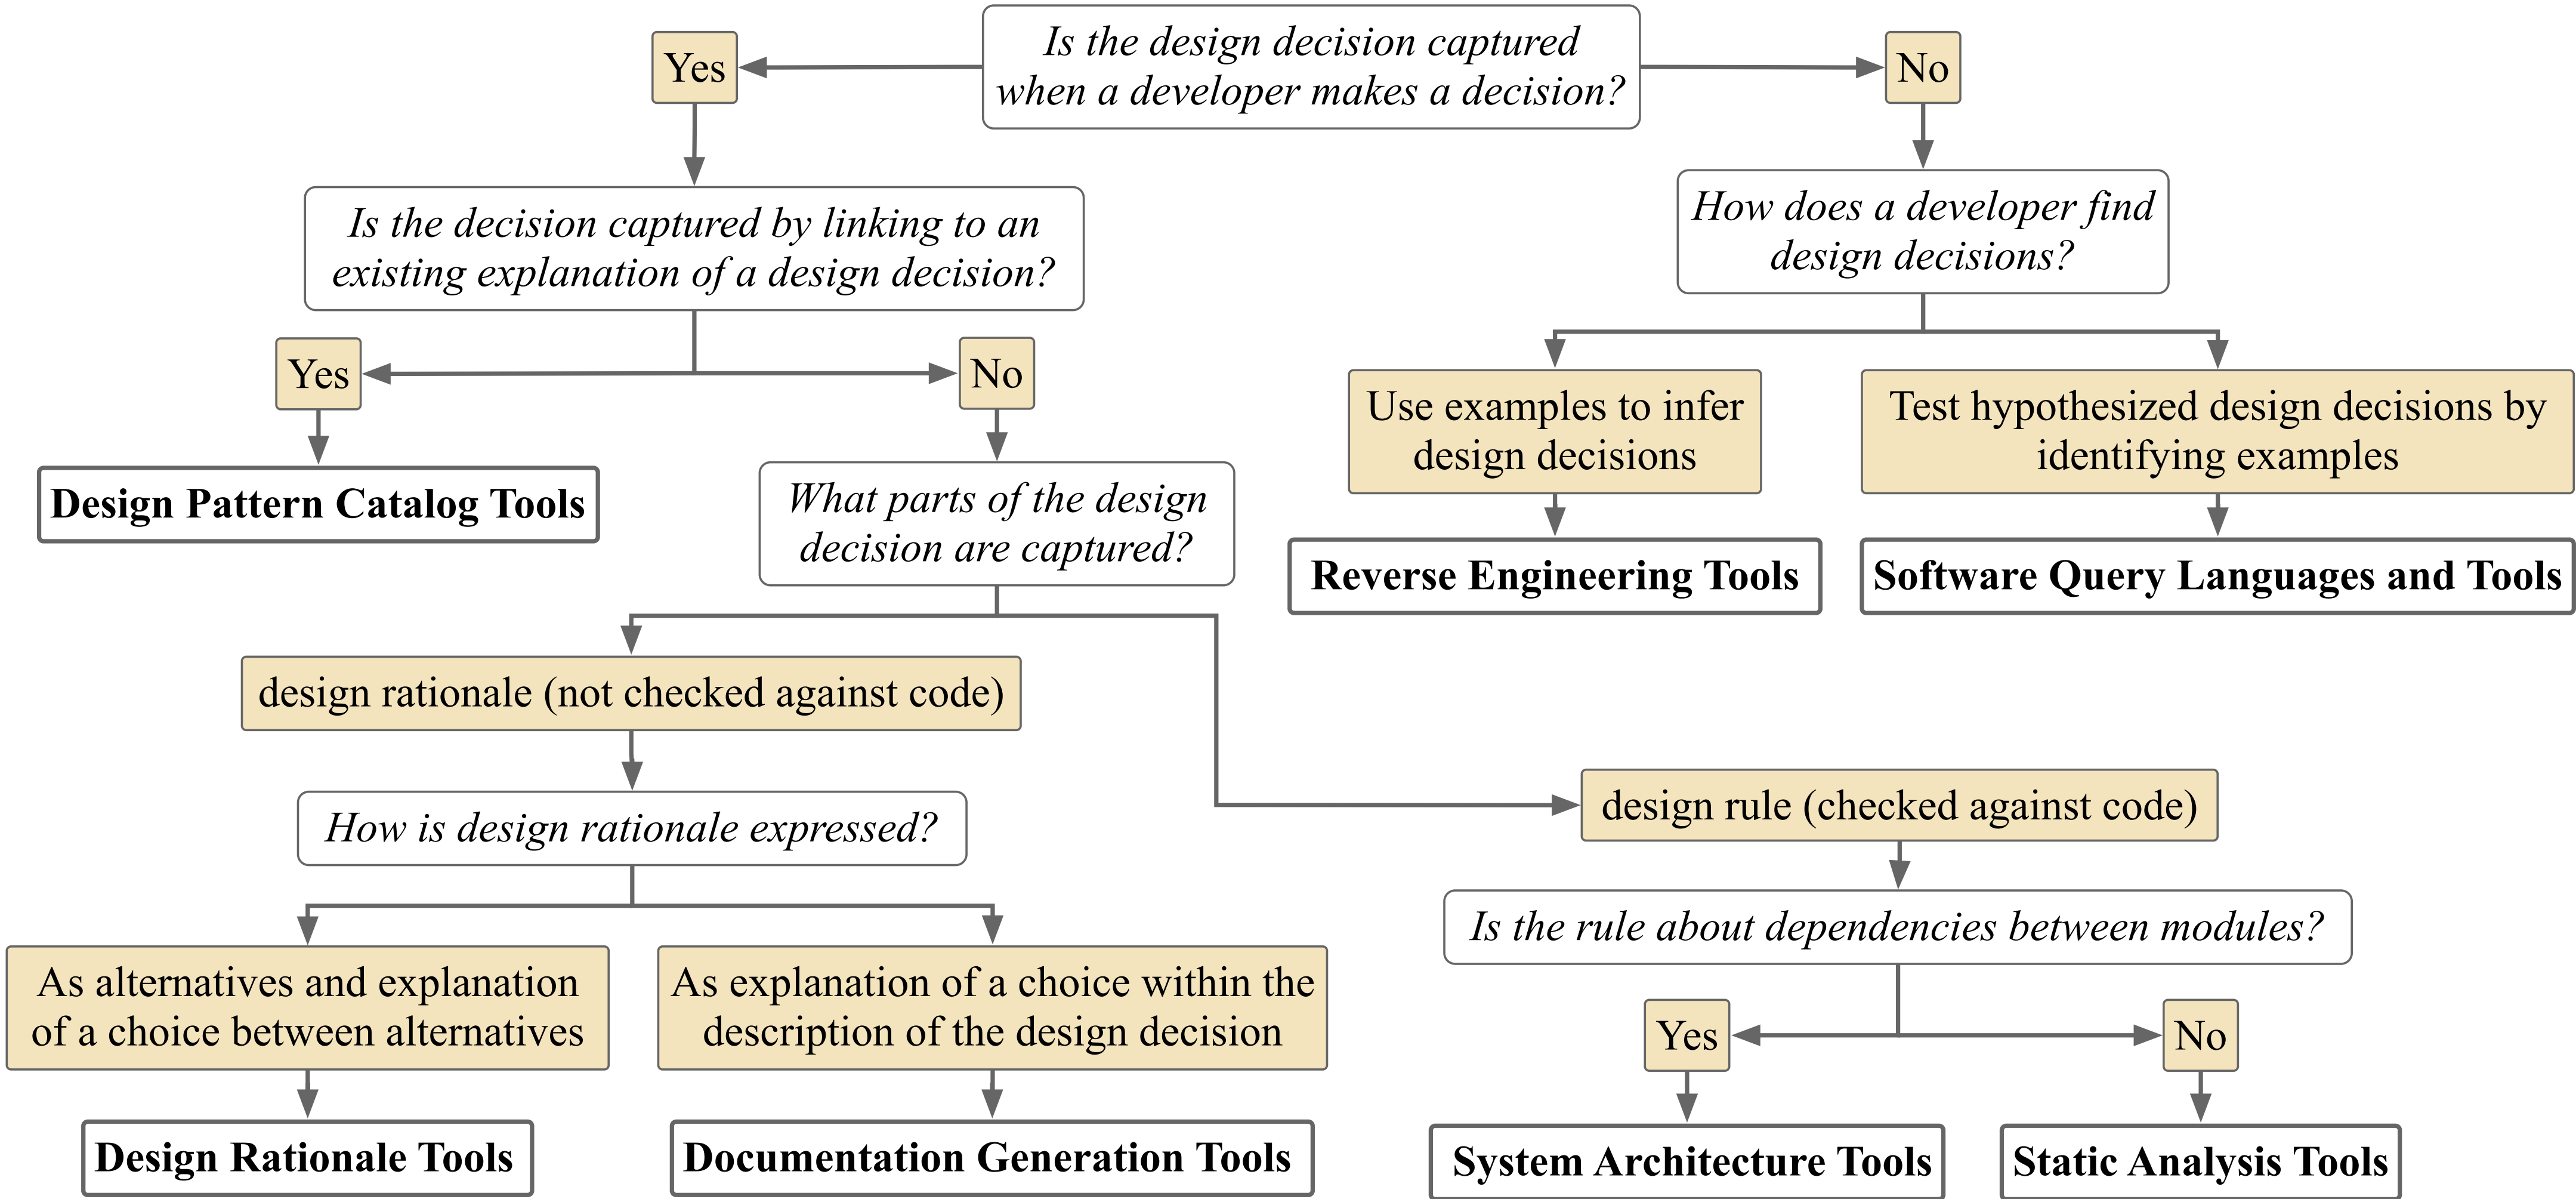 Is the design decision captured
when a developer makes a decision?
Yes
No
Is the decision captured by linking to an
existing explanation of a design decision?
How does a developer find
design decisions?
Yes
No
Use examples to infer
design decisions
Test hypothesized design decisions by
identifying examples
Design Pattern Catalog Tools
What parts of the design
decision are captured?
Reverse Engineering Tools
Software Query Languages and Tools
design rationale (not checked against code)
design rule (checked against code)
How is design rationale expressed?
Is the rule about dependencies between modules?
As alternatives and explanation
of a choice between alternatives
As explanation of a choice within the
description of the design decision
Yes
No
Design Rationale Tools
Documentation Generation Tools
System Architecture Tools
Static Analysis Tools